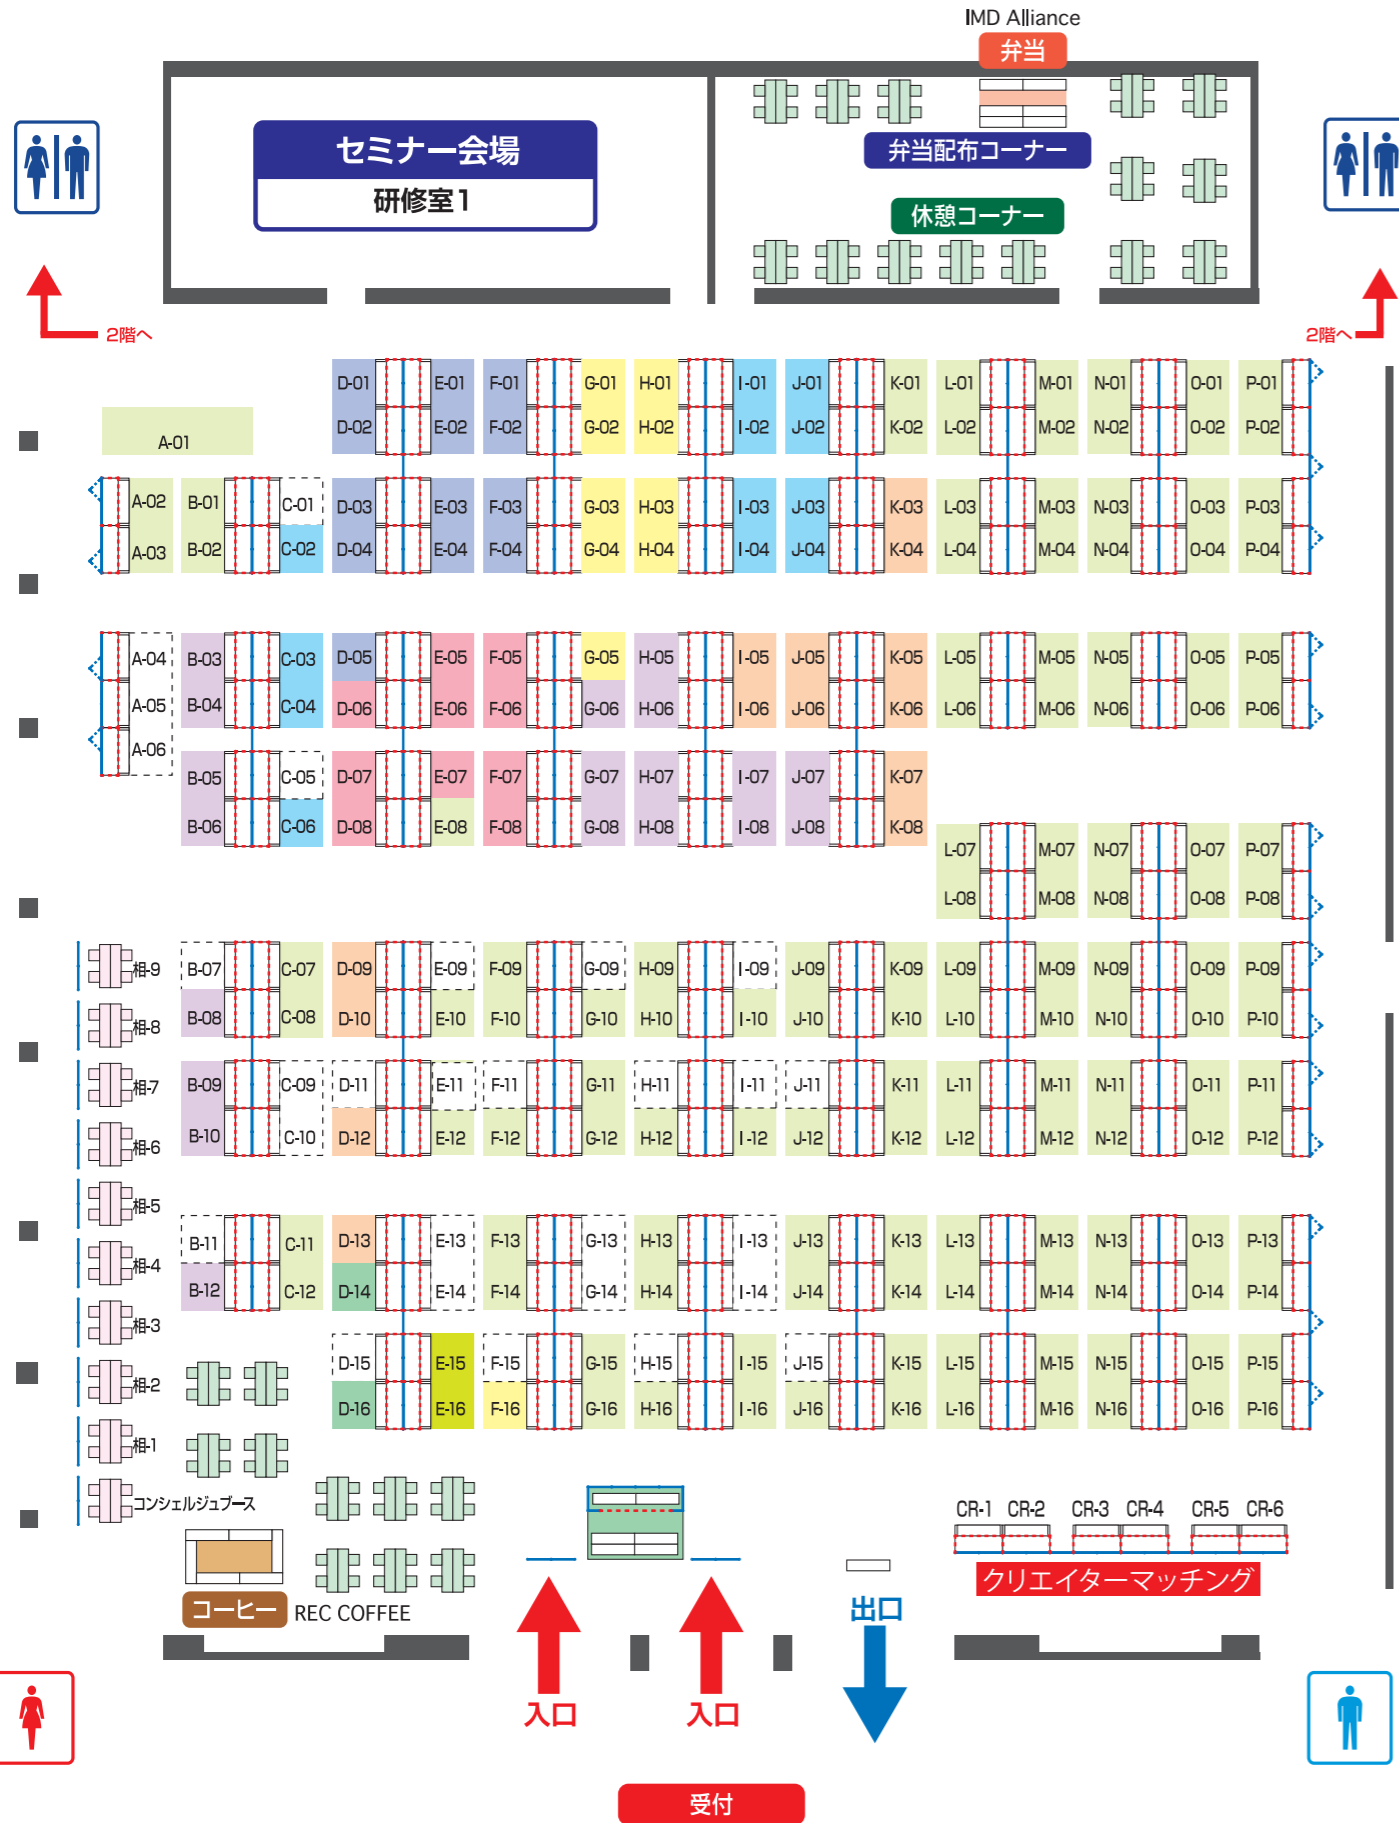 IMD Alliance
弁当
セミナー会場
研修室1
弁当配布コーナー
休憩コーナー
2階へ
2階へ
D-01 E-01 F-01 G-01 H-01 I-01 J-01 K-01 L-01 M-01 N-01 O-01 P-01
D-02 E-02 F-02 G-02 H-02 I-02 J-02 K-02 L-02 M-02 N-02 O-02 P-02
A-01
A-02 B-01 C-01 D-03 E-03 F-03 G-03 H-03 I-03 J-03 K-03 L-03 M-03 N-03 O-03 P-03
A-03 B-02 C-02 D-04 E-04 F-04 G-04 H-04 I-04 J-04 K-04 L-04 M-04 N-04 O-04 P-04
A-04 B-03 C-03 D-05 E-05 F-05 G-05 H-05 I-05 J-05 K-05 L-05 M-05 N-05 O-05 P-05
A-05 B-04 C-04 D-06 E-06 F-06 G-06 H-06 I-06 J-06 K-06 L-06 M-06 N-06 O-06 P-06
A-06
B-05 C-05 D-07 E-07 F-07 G-07 H-07 I-07 J-07 K-07
B-06 C-06 D-08 E-08 F-08 G-08 H-08 I-08 J-08 K-08
L-07 M-07 N-07 O-07 P-07
L-08 M-08 N-08 O-08 P-08
相-9 B-07 C-07 D-09 E-09 F-09 G-09 H-09 I-09 J-09 K-09 L-09 M-09 N-09 O-09 P-09
相-8 B-08 C-08 D-10 E-10 F-10 G-10 H-10 I-10 J-10 K-10 L-10 M-10 N-10 O-10 P-10
相-7 B-09 C-09 D-11 E-11 F-11 G-11 H-11 I-11 J-11 K-11 L-11 M-11 N-11 O-11 P-11
相-6 B-10 C-10 D-12 E-12 F-12 G-12 H-12 I-12 J-12 K-12 L-12 M-12 N-12 O-12 P-12
相-5
B-11 C-11 D-13 E-13 F-13 G-13 H-13 I-13 J-13 K-13 L-13 M-13 N-13 O-13 P-13
相-4
B-12 C-12 D-14 E-14 F-14 G-14 H-14 I-14 J-14 K-14 L-14 M-14 N-14 O-14 P-14
相-3
D-15 E-15 F-15 G-15 H-15 I-15 J-15 K-15 L-15 M-15 N-15 O-15 P-15
相-2
D-16 E-16 F-16 G-16 H-16 I-16 J-16 K-16 L-16 M-16 N-16 O-16 P-16
相-1
コンシェルジュブース
CR-1 CR-2 CR-3 CR-4 CR-5 CR-6
クリエイターマッチング
コーヒー REC COFFEE
出口
入口 入口
受付